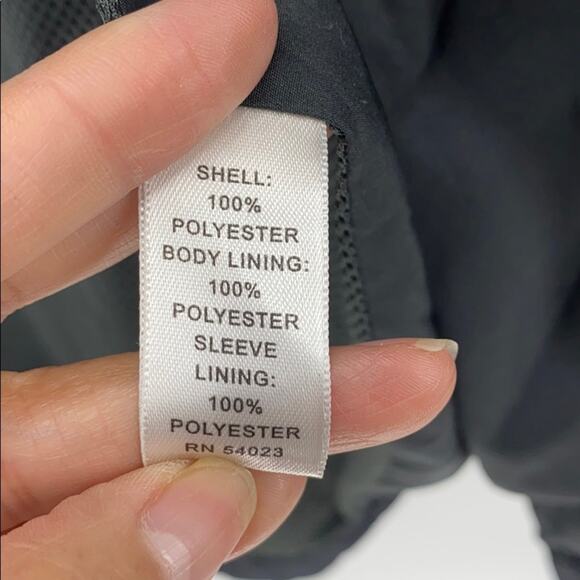 SHELL:
100%
POLYESTER
BODY LINING:
100%
POLYESTER
SLEEVE
LINING:
100%
POLYESTER
RN 54023